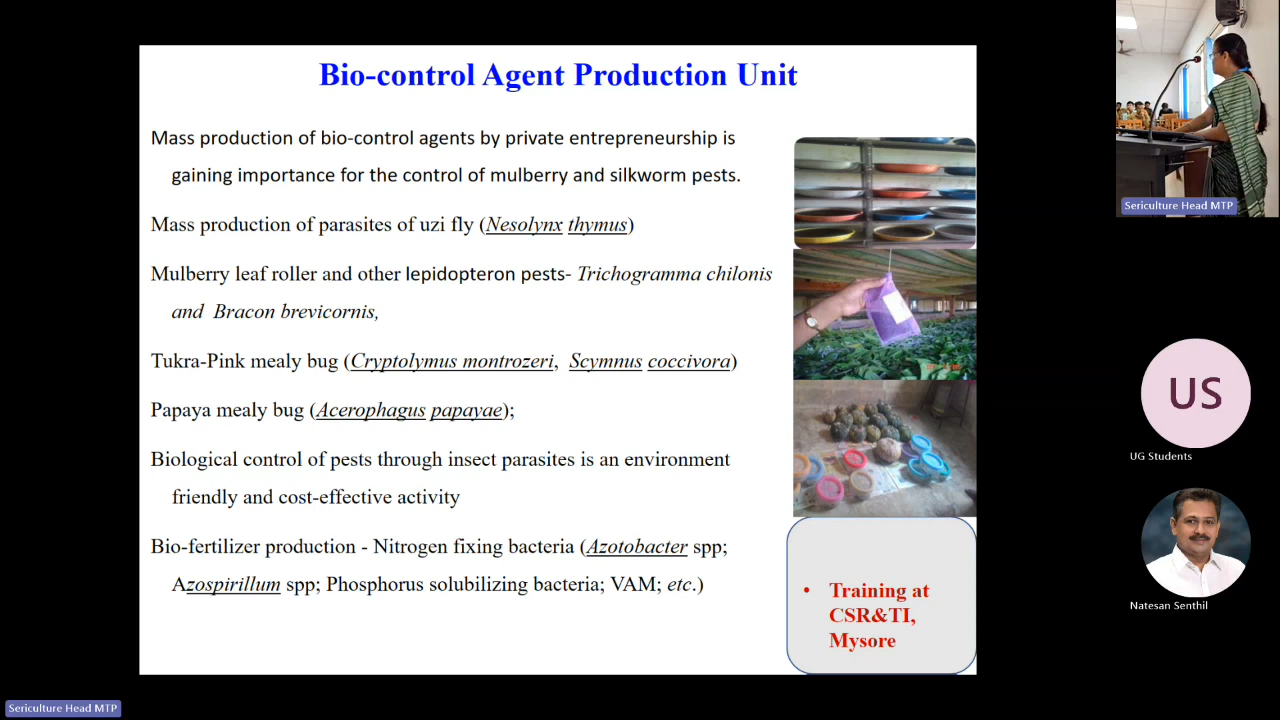 Bio-control Agent Production Unit
Mass production of bio-control agents by private entrepreneurship is
gaining importance for the control of mulberry and silkworm pests.
Mass production of parasites of uzi fly (Nesolynx thymus)
Mulberry leaf roller and other lepidopteron pests- Trichogramma chilonis
and Bracon brevicornis,
Tukra-Pink mealy bug (Cryptolymus montrozeri, Scymnus coccivora)
Papaya mealy bug (Acerophagus papayae);
Biological control of pests through insect parasites is an environment
friendly and cost-effective activity
Bio-fertilizer production - Nitrogen fixing bacteria (Azotobacter spp;
Azospirillum spp; Phosphorus solubilizing bacteria; VAM; etc.)
• Training at
CSR&TI,
Mysore
Sericulture Head MTP
US
UG Students
Natesan Senthil
Sericulture Head MTP